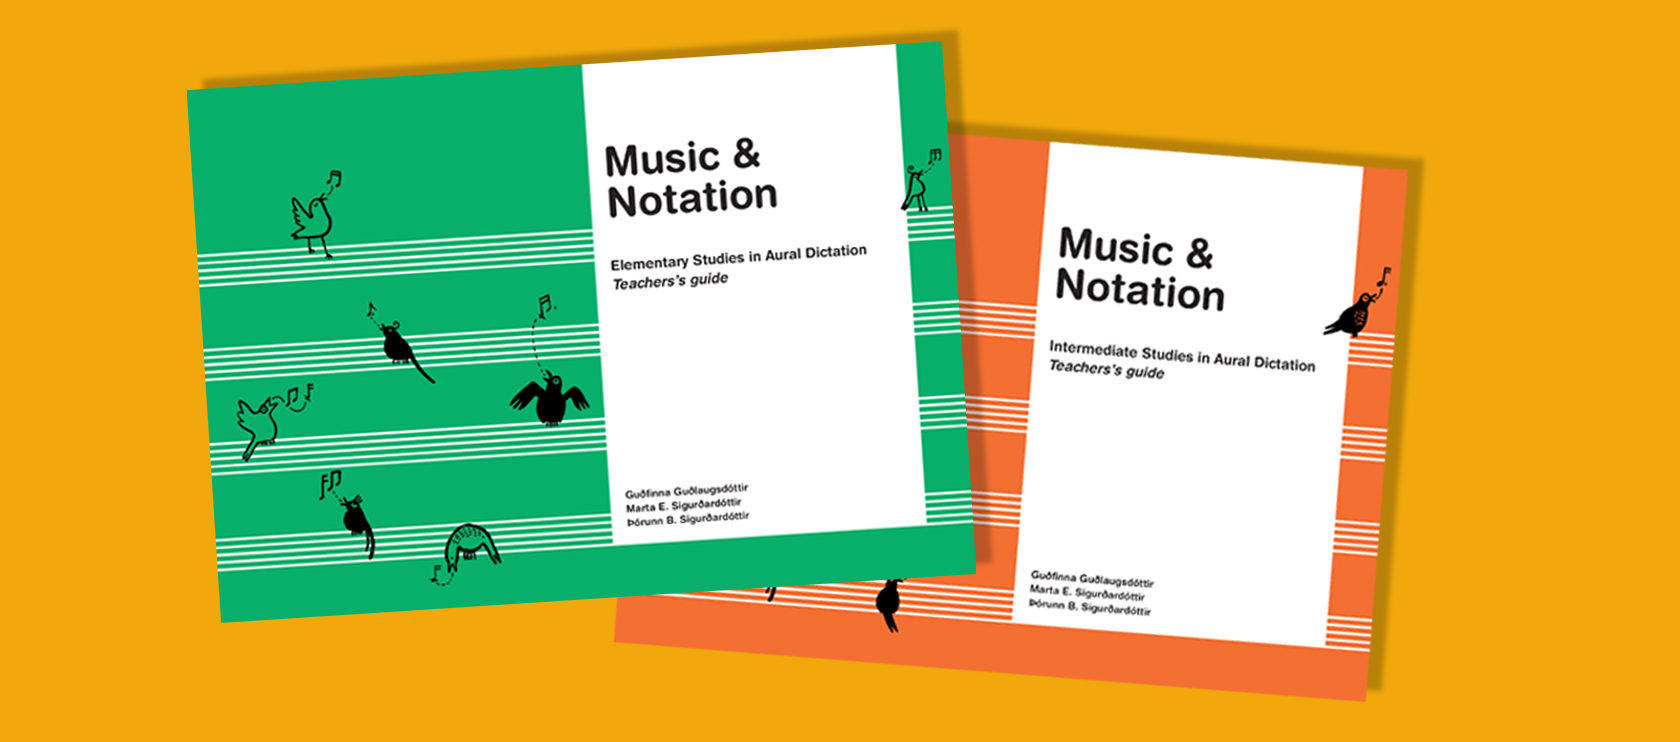 Music &
Notation
Elementary Studies in Aural Dictation
Teachers's guide
Guðfinna Guðlaugsdóttir
Marta E. Sigurðardóttir
Þórunn B. Sigurðardóttir
Music &
Notation
Intermediate Studies in Aural Dictation
Teachers's guide
Guðfinna Guðlaugsdóttir
Marta E. Sigurðardóttir
Þórunn B. Sigurðardóttir